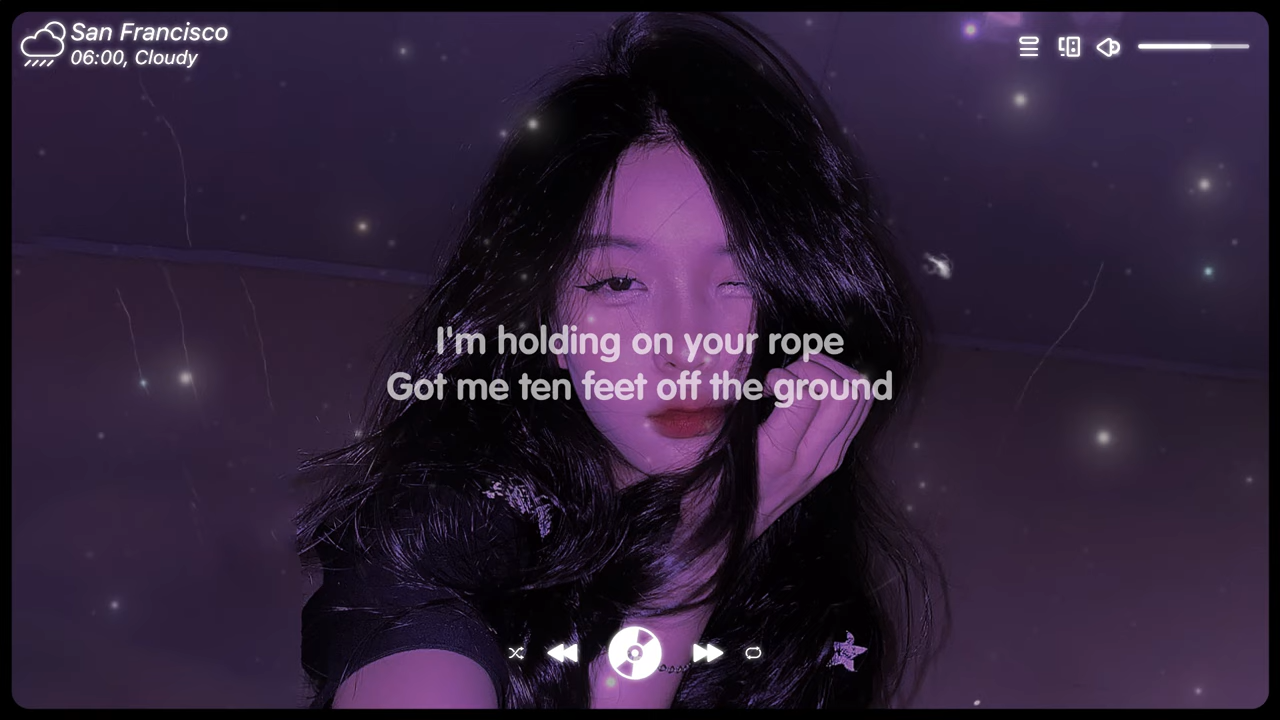 San Francisco
06:00, Cloudy
I'm holding on your rope
Got me ten feet off the ground